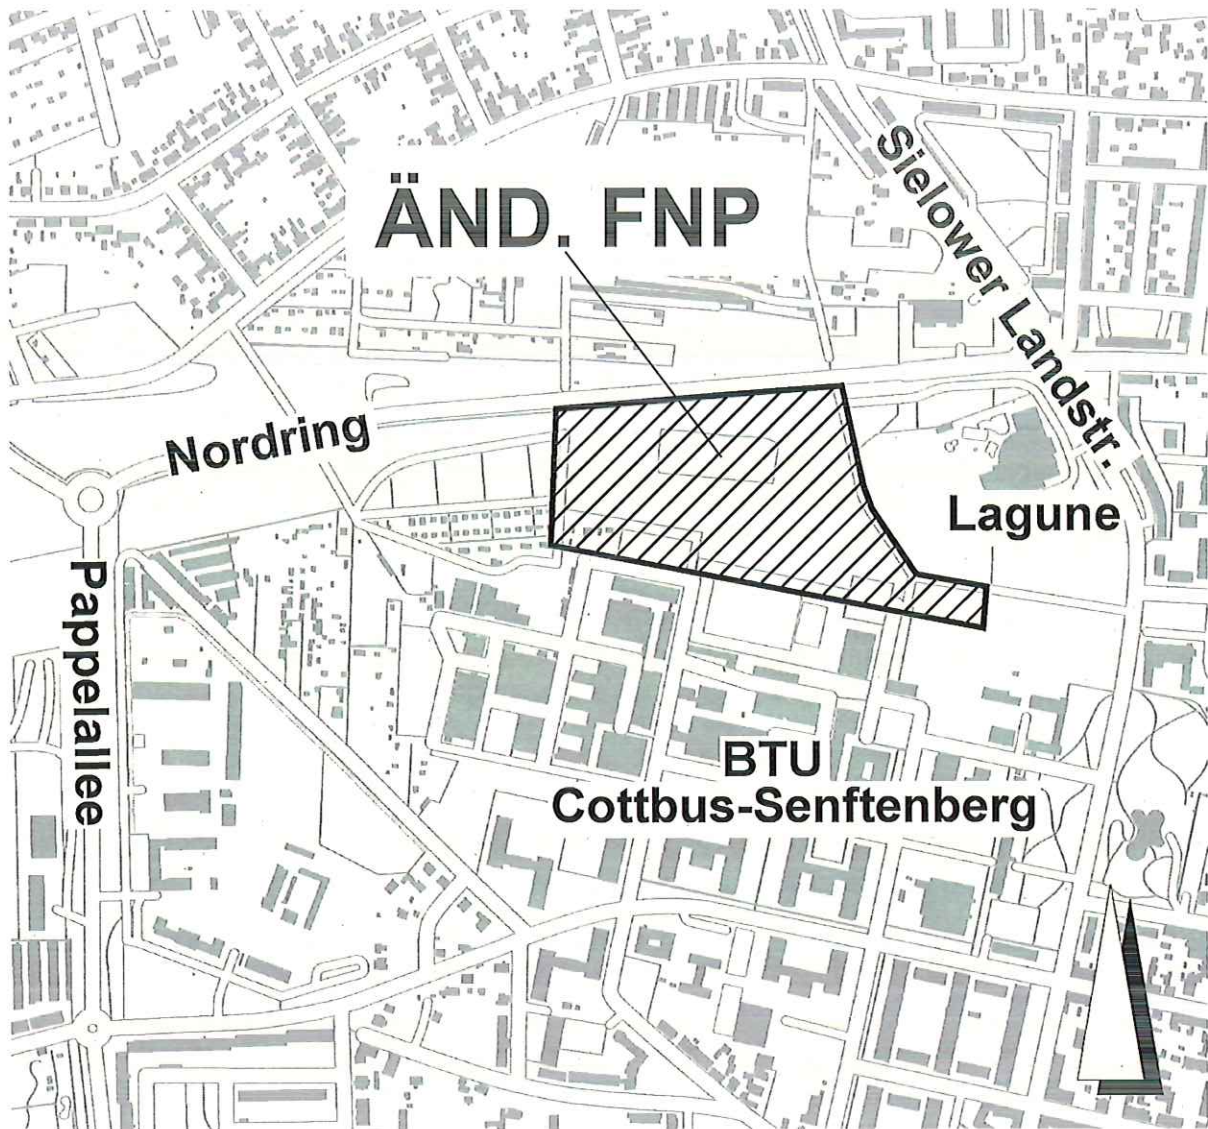 Sielower Landstr.
ÄND. FNP
Nordring
Lagune
Pappelallee
BTU
Cottbus-Senftenberg